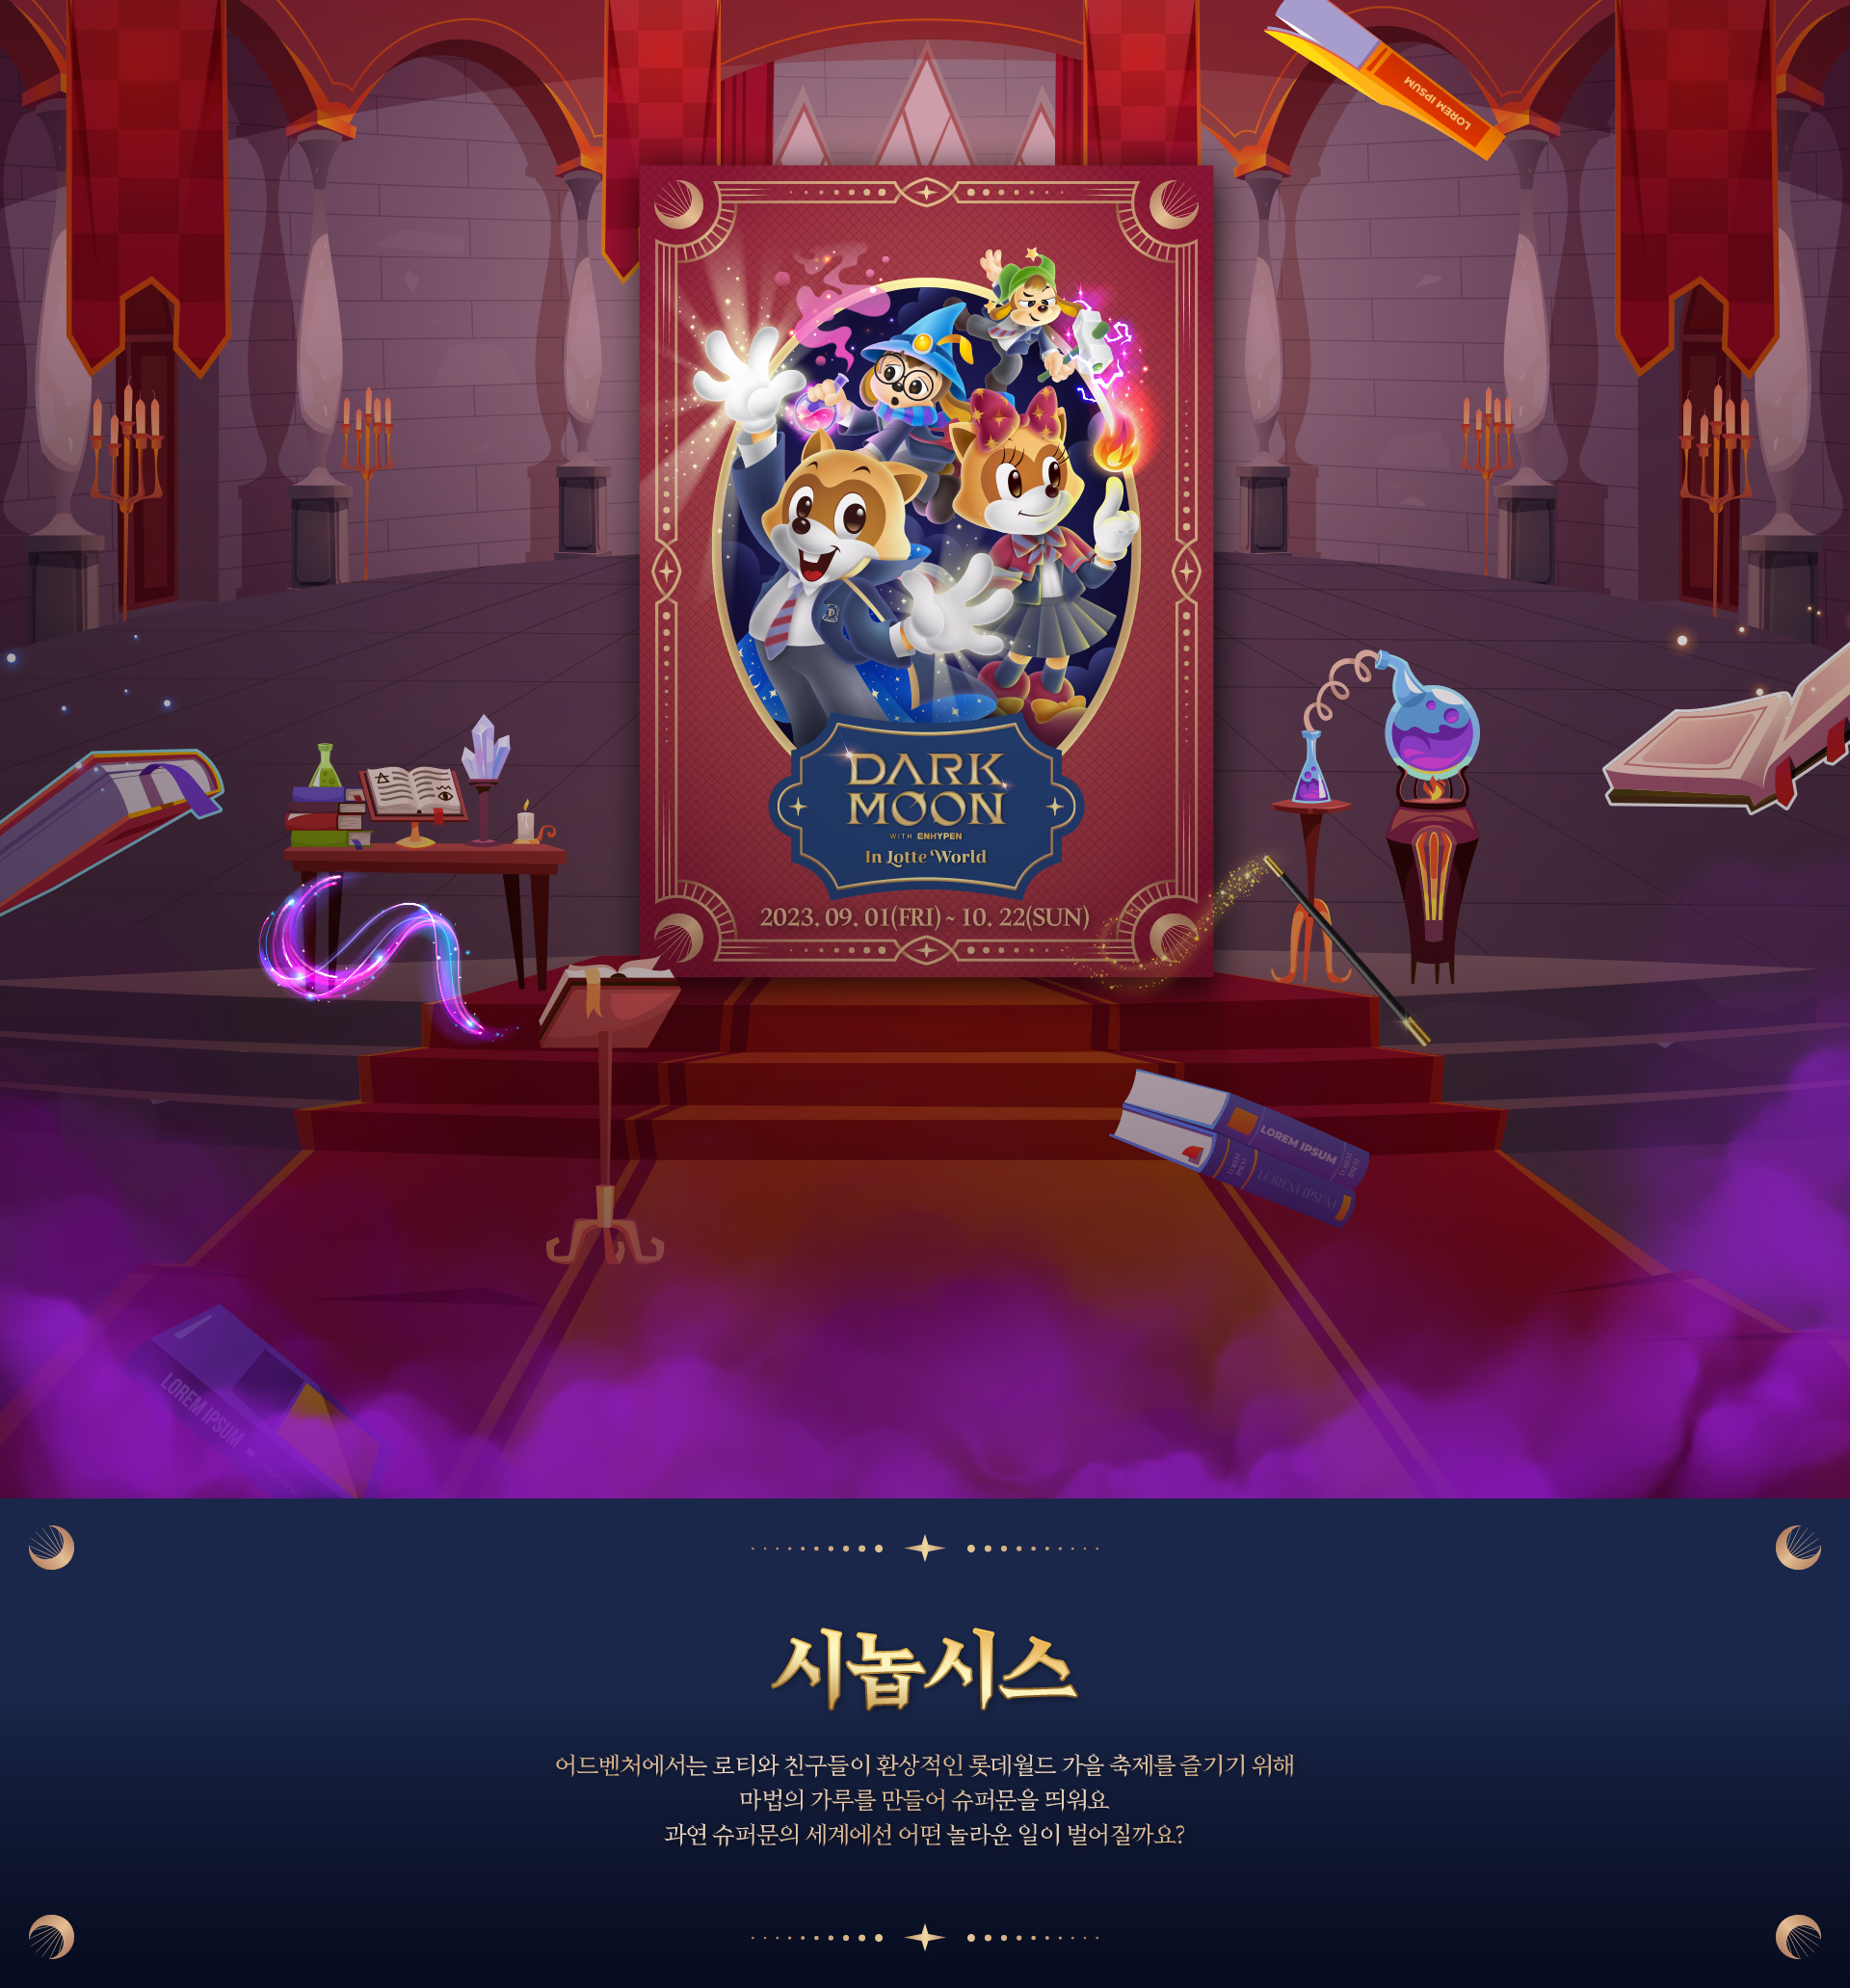 LOREM IPSUM
DARK
MOON
WITH ENHYPEN
In Lotte World
2023. 09. 01(FRI) ~ 10. 22(SUN)
LOREM IPSUM
LOREM IPSUM
LOREM IPSUM
LOREM IPSUM
LOREM IPSUM
시놉시스
어드벤처에서는 로티와 친구들이 환상적인 롯데월드 가을 축제를 즐기기 위해
마법의 가루를 만들어 슈퍼문을 띄워요
과연 슈퍼문의 세계에선 어떤 놀라운 일이 벌어질까요?